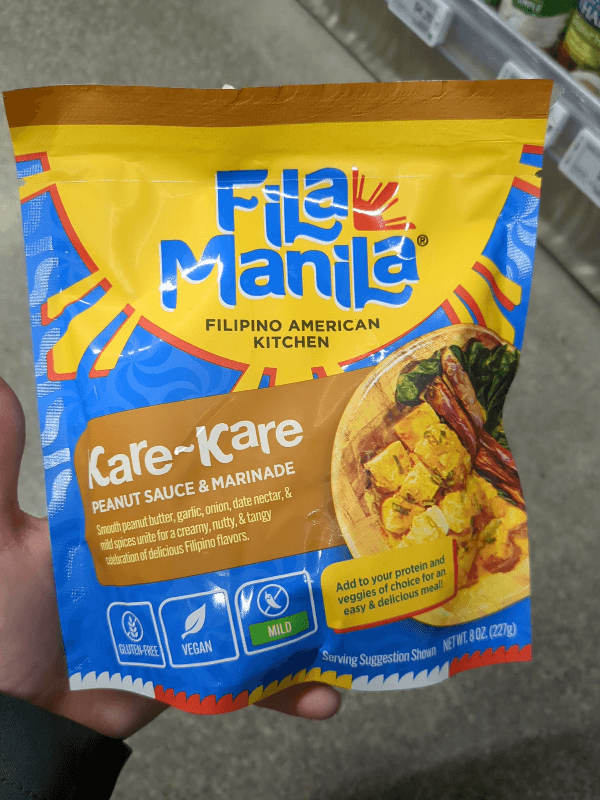 Fila
Manila®
FILIPINO AMERICAN
KITCHEN
Kare~Kare
PEANUT SAUCE & MARINADE
Smooth peanut butter, garlic, onion, date nectar, &
mild spices unite for a creamy, nutty, & tangy
celebration of delicious Filipino flavors.
Add to your protein and
veggies of choice for an
easy & delicious meal!
GLUTEN-FREE
VEGAN
MILD
Serving Suggestion Shown
NET WT. 8 OZ. (227g)